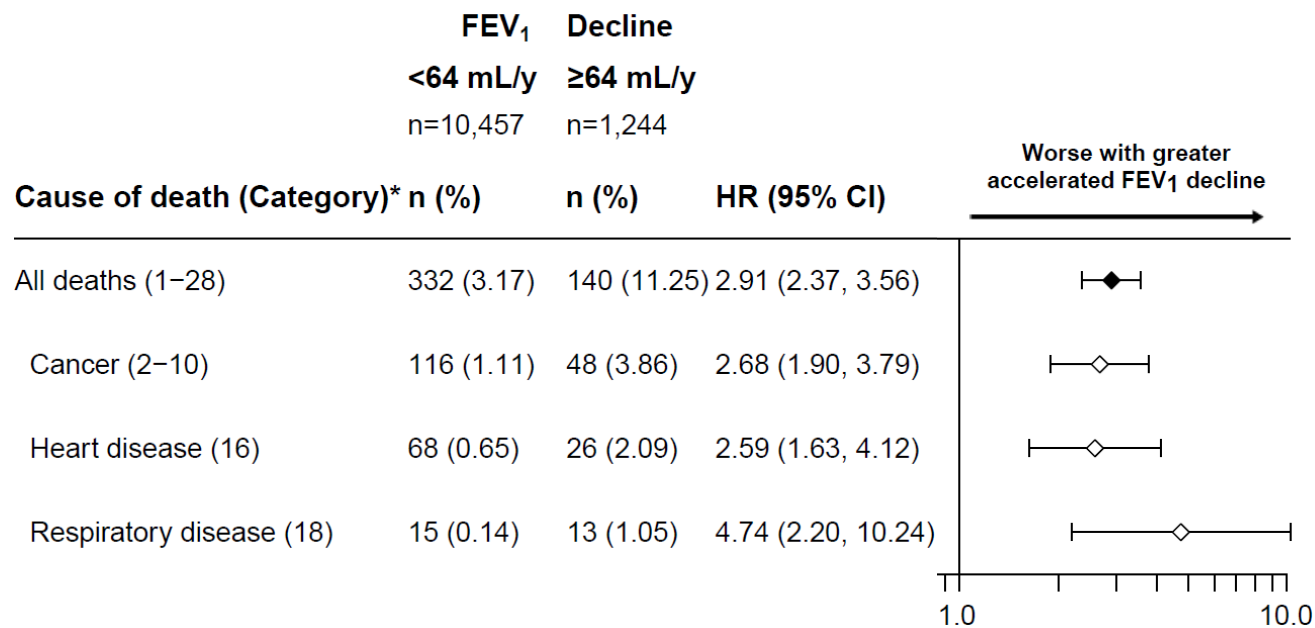 FEV₁ Decline
<64 mL/y ≥64 mL/y
n=10,457 n=1,244
Worse with greater
accelerated FEV1 decline
Cause of death (Category)* n (%) n (%) HR (95% CI)
All deaths (1−28) 332 (3.17) 140 (11.25) 2.91 (2.37, 3.56)
Cancer (2−10) 116 (1.11) 48 (3.86) 2.68 (1.90, 3.79)
Heart disease (16) 68 (0.65) 26 (2.09) 2.59 (1.63, 4.12)
Respiratory disease (18) 15 (0.14) 13 (1.05) 4.74 (2.20, 10.24)
1.0 10.0